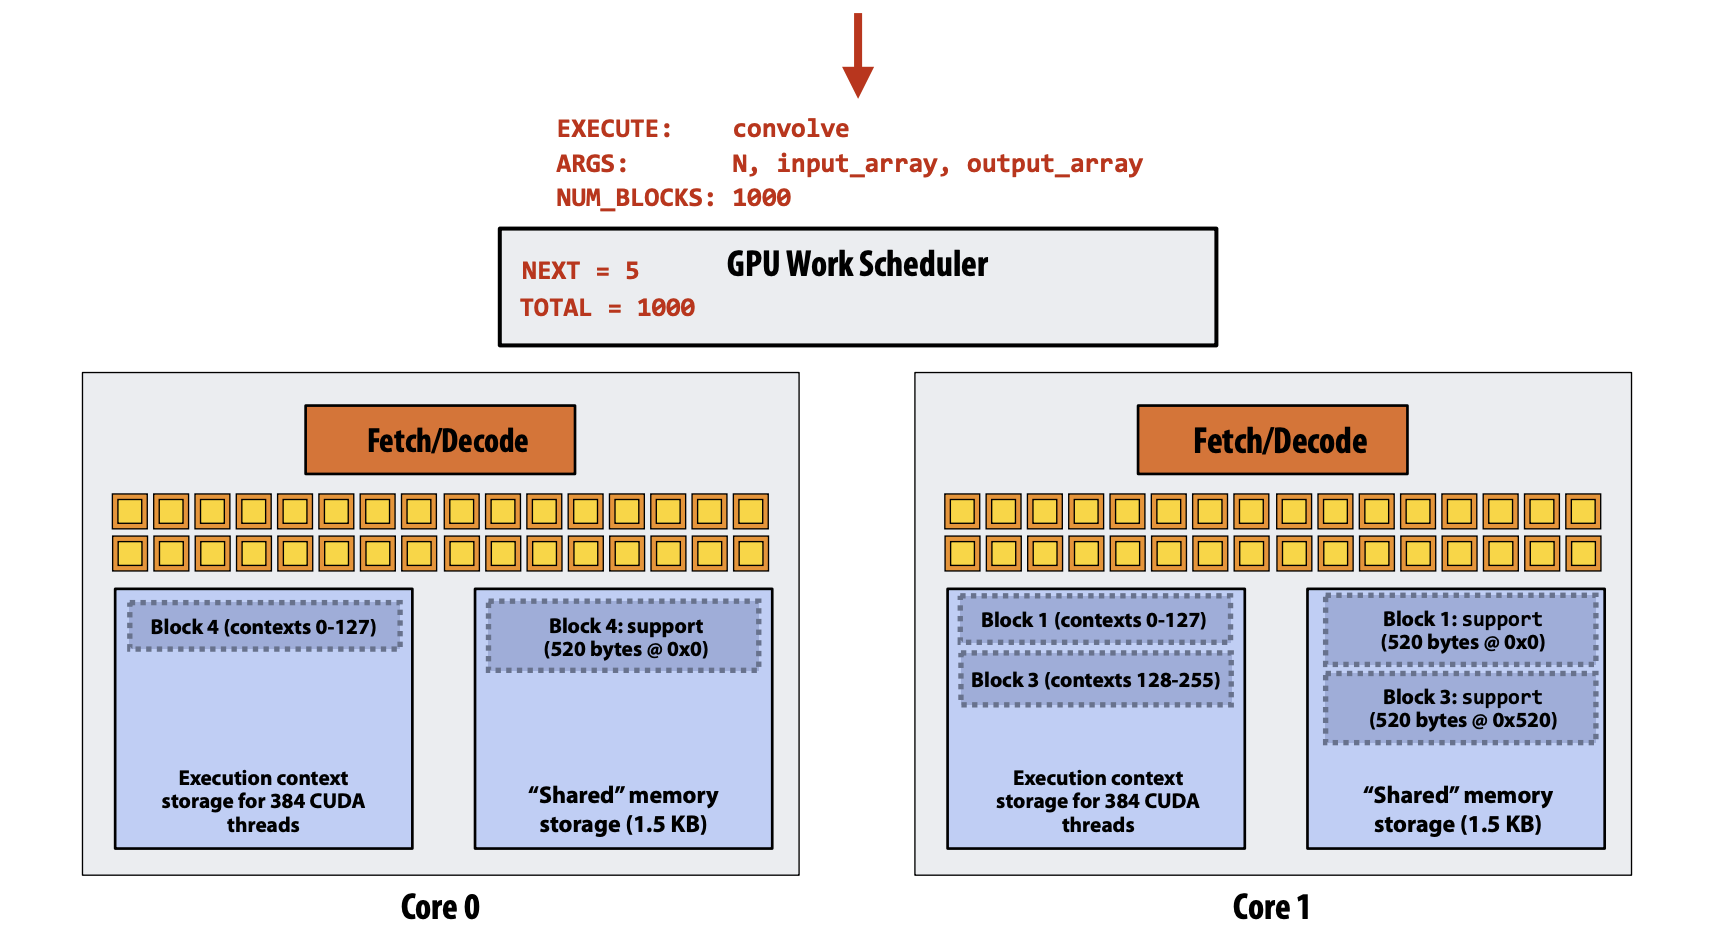 EXECUTE: convolve
ARGS: N, input_array, output_array
NUM_BLOCKS: 1000
GPU Work Scheduler
NEXT = 5
TOTAL = 1000
Fetch/Decode
Block 4 (contexts 0-127)
Block 4: support
(520 bytes @ 0x0)
Execution context
storage for 384 CUDA
threads
“Shared” memory
storage (1.5 KB)
Core 0
Fetch/Decode
Block 1 (contexts 0-127)
Block 3 (contexts 128-255)
Block 1: support
(520 bytes @ 0x0)
Block 3: support
(520 bytes @ 0x520)
Execution context
storage for 384 CUDA
threads
“Shared” memory
storage (1.5 KB)
Core 1